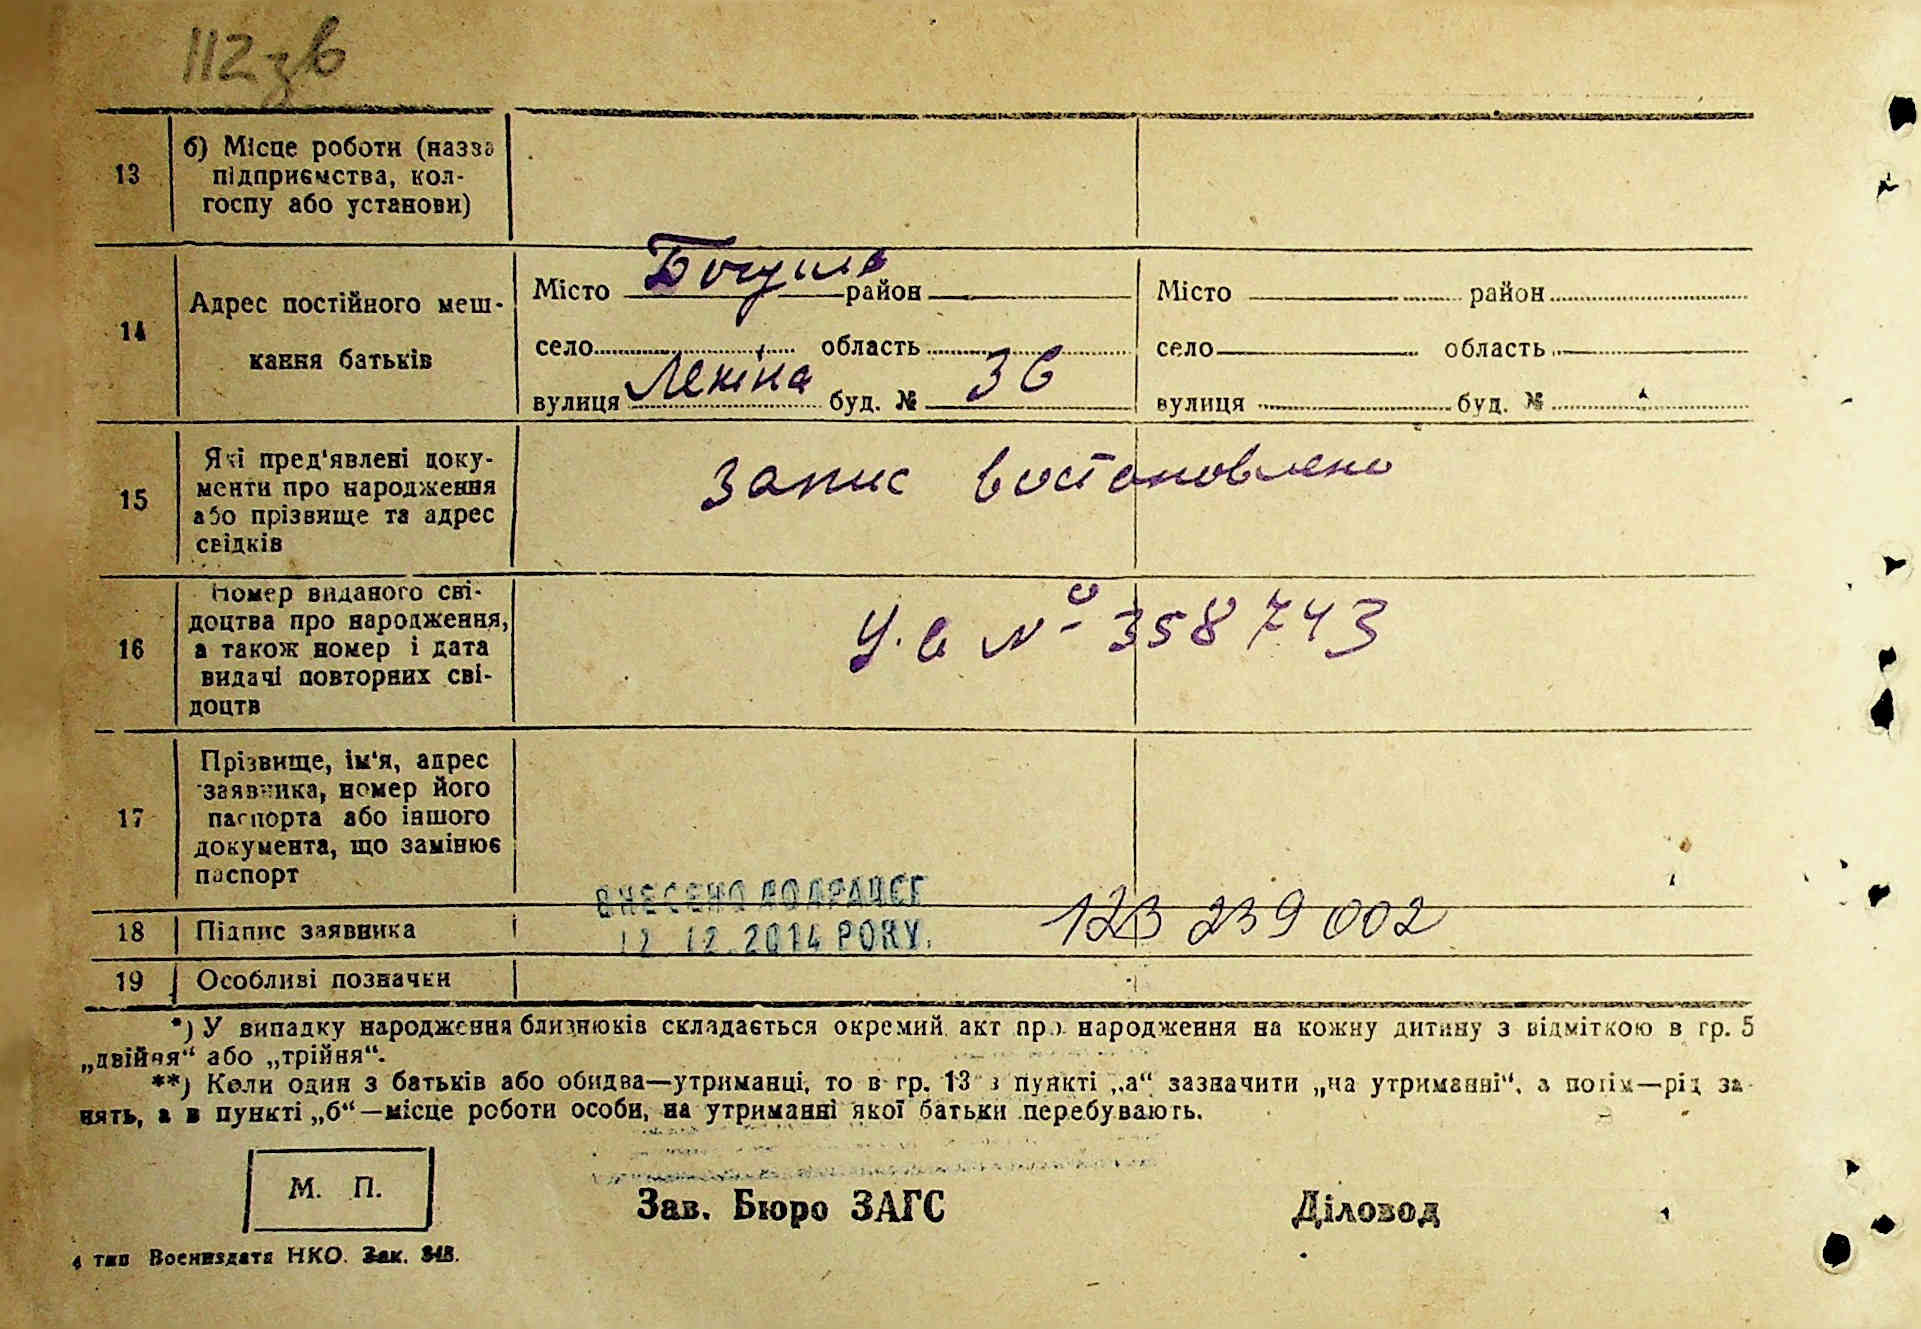 112зв
13 б) Місце роботи (назва
підприємства, кол-
госпу або установи)
14 Адрес постійного меш-
кання батьків
Місто Богуслав район
село область
вулиця Леніна буд. № 36
Місто район
село область
вулиця буд. №
15 Які пред'явлені доку-
менти про народження
або прізвище та адрес
свідків
Запис востановлено
16 Номер виданого сві-
доцтва про народження,
а також номер і дата
видачі повторних сві-
доцтв
№ 358743
17 Прізвище, ім'я, адрес
заявника, номер його
паспорта або іншого
документа, що замінює
паспорт
ВНЕСЕНО ДО ДРАЦСГ
12.12.2014 РОКУ.
18 Підпис заявника
123 239 002
19 Особливі позначки
*) У випадку народження близнюків складається окремий акт про народження на кожну дитину з відміткою в гр. 5
„двійня“ або „трійня“.
**) Коли один з батьків або обидва—утриманці, то в гр. 13 в пункті „а“ зазначити „на утриманні“, а потім—рід за-
нять, а в пункті „б“—місце роботи особи, на утриманні якої батьки перебувають.
М. П.
Зав. Бюро ЗАГС
Діловод
4 тип Воениздата НКО. Зак. 348.